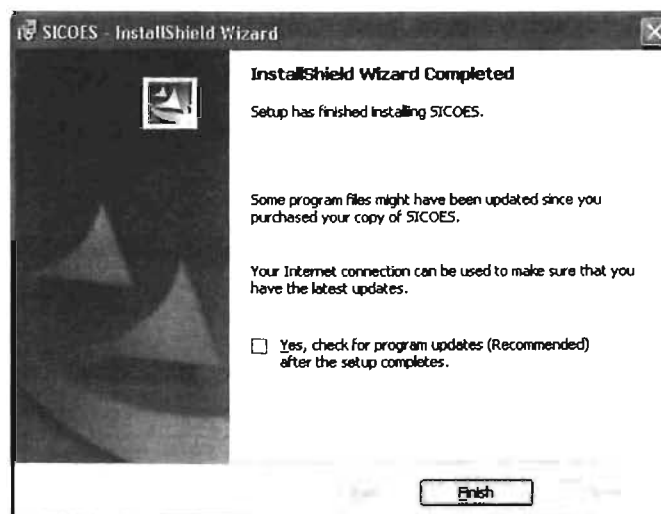 SICOES - InstallShield Wizard
InstallShield Wizard Completed
Setup has finished installing SICOES.
Some program files might have been updated since you
purchased your copy of SICOES.
Your Internet connection can be used to make sure that you
have the latest updates.
Yes, check for program updates (Recommended)
after the setup completes.
Finish